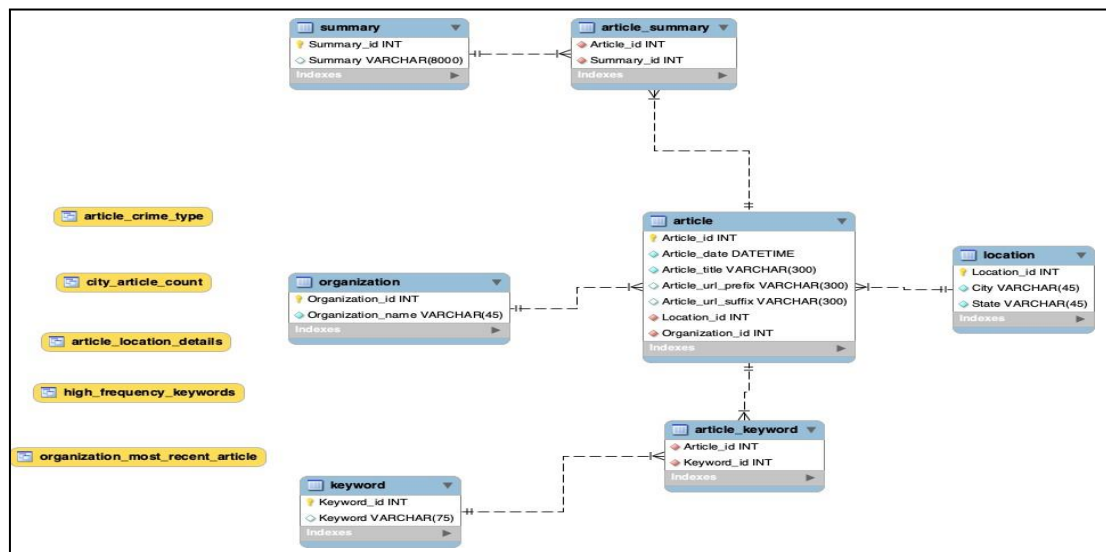 summary
Summary_id INT
Summary VARCHAR(8000)
Indexes
article_summary
Article_id INT
Summary_id INT
Indexes
article_crime_type
city_article_count
article_location_details
high_frequency_keywords
organization_most_recent_article
organization
Organization_id INT
Organization_name VARCHAR(45)
Indexes
article
Article_id INT
Article_date DATETIME
Article_title VARCHAR(300)
Article_url_prefix VARCHAR(300)
Article_url_suffix VARCHAR(300)
Location_id INT
Organization_id INT
Indexes
location
Location_id INT
City VARCHAR(45)
State VARCHAR(45)
Indexes
article_keyword
Article_id INT
Keyword_id INT
Indexes
keyword
Keyword_id INT
Keyword VARCHAR(75)
Indexes